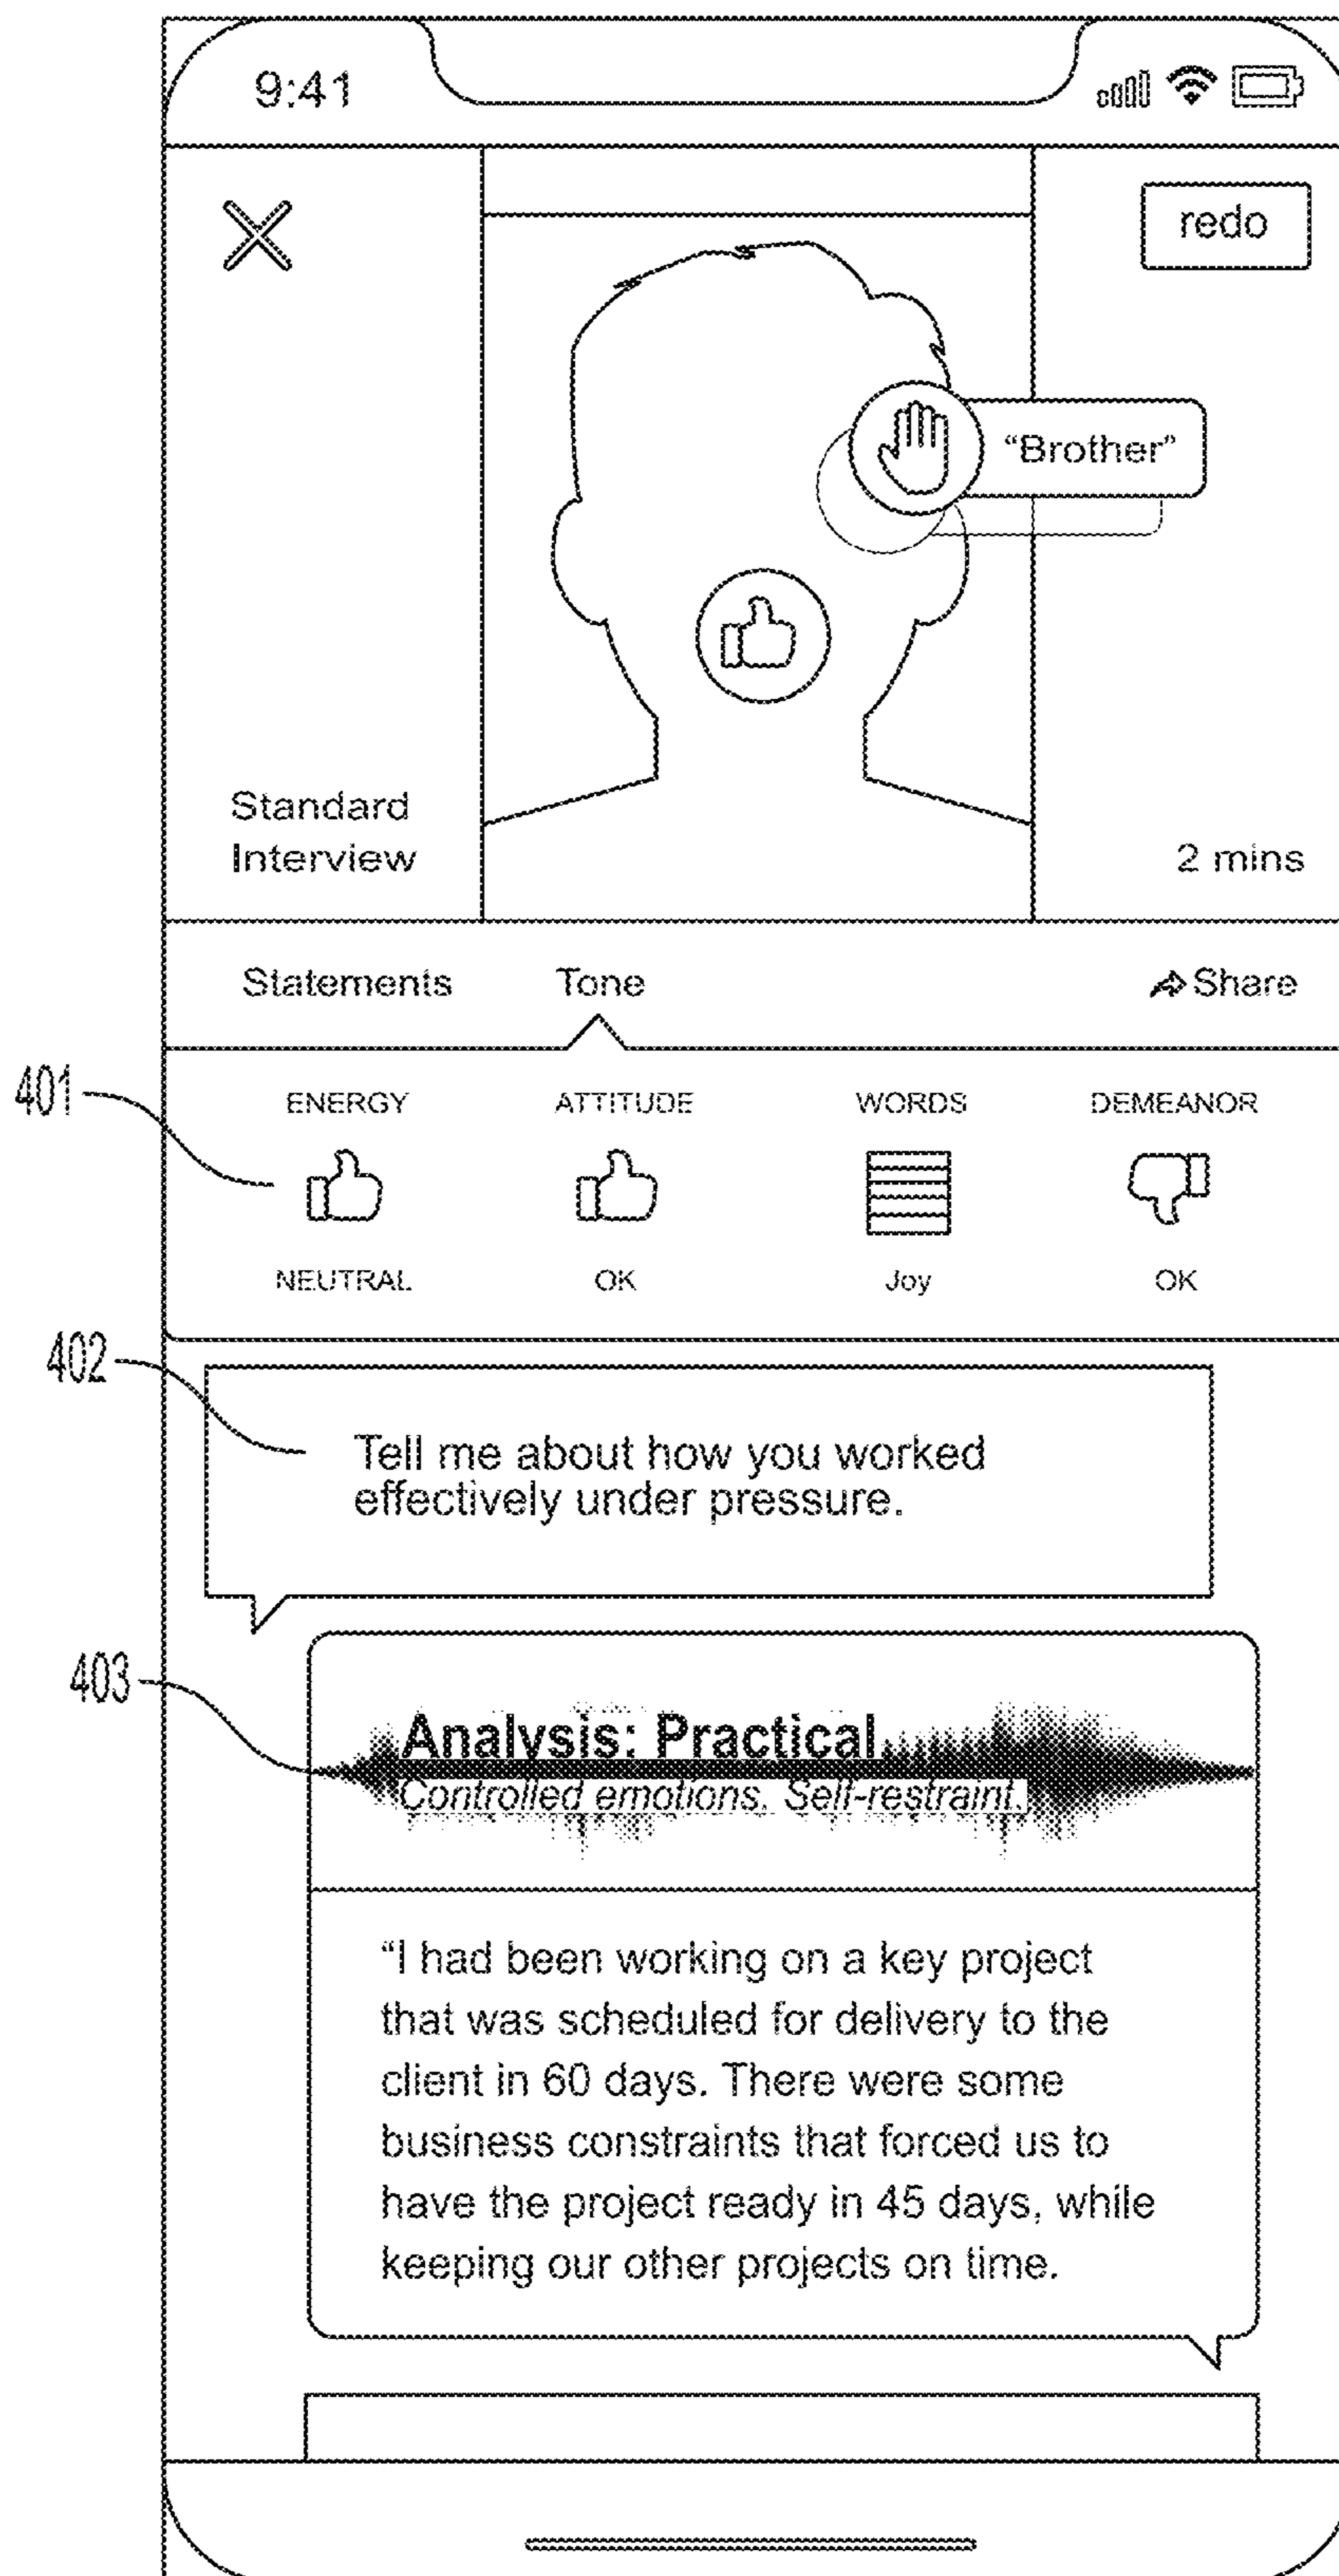 9:41
redo
“Brother”
Standard
Interview
2 mins
Statements Tone Share
401
ENERGY ATTITUDE WORDS DEMEANOR
NEUTRAL OK Joy OK
402
Tell me about how you worked
effectively under pressure.
403
Analysis: Practical
Controlled emotions. Self-restraint.
“I had been working on a key project
that was scheduled for delivery to the
client in 60 days. There were some
business constraints that forced us to
have the project ready in 45 days, while
keeping our other projects on time.